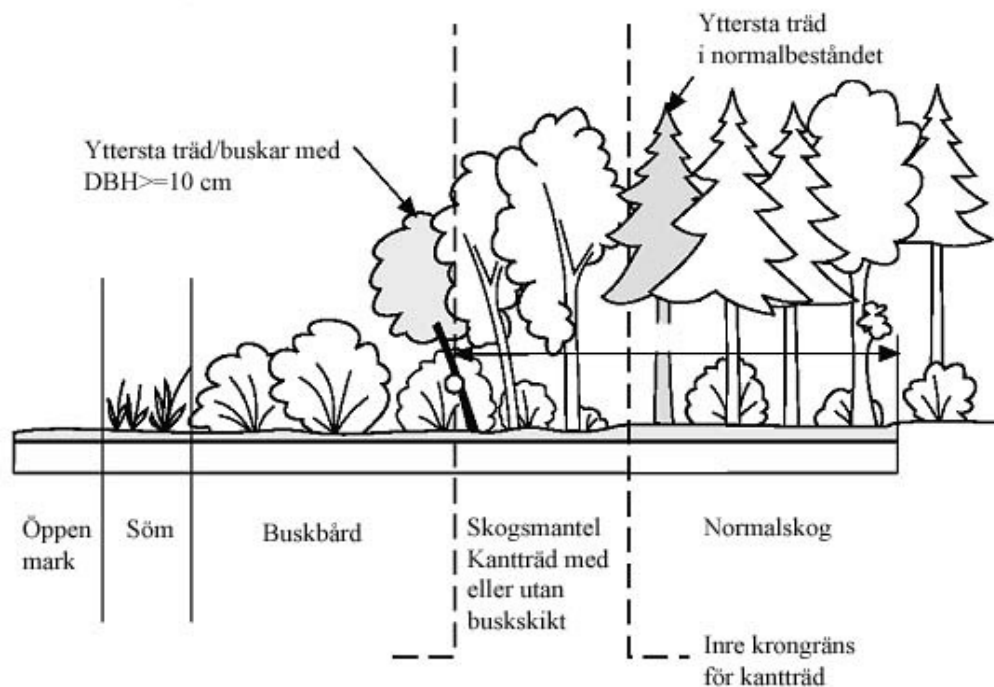 Yttersta träd
i normalbeståndet
Yttersta träd/buskar med
DBH>=10 cm
Öppen
mark
Söm
Buskbård
Skogsmantel
Kantträd med
eller utan
buskskikt
Normalskog
Inre krongräns
för kantträd